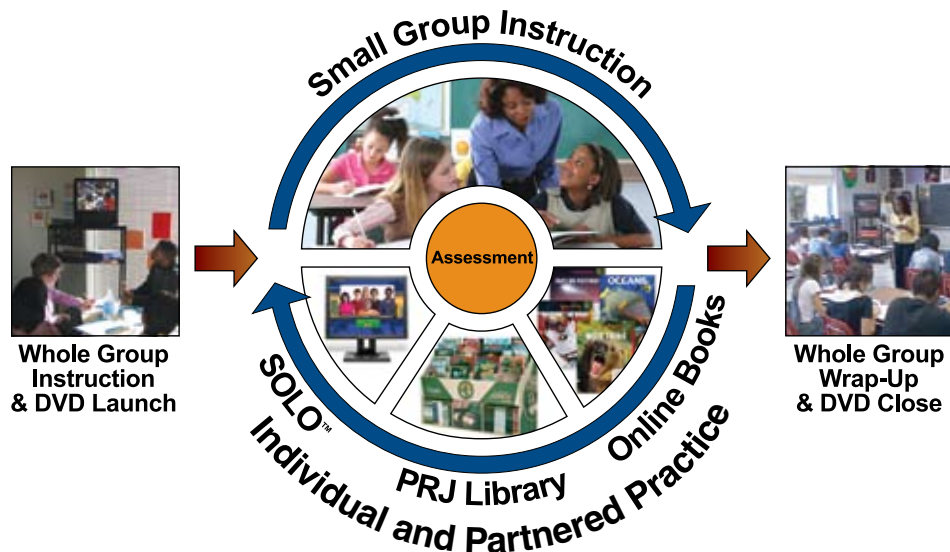 Small Group Instruction
Whole Group
Instruction
& DVD Launch
Assessment
OCEANS
SOLO™
PRJ Library
Online Books
Individual and Partnered Practice
Whole Group
Wrap-Up
& DVD Close